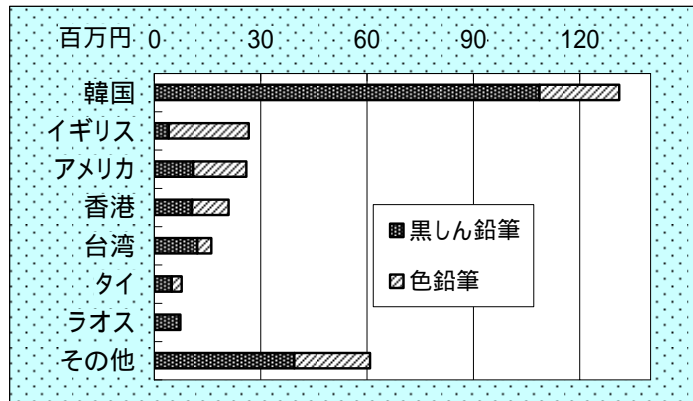 百万円 0 30 60 90 120
韓国
イギリス
アメリカ
香港
台湾
タイ
ラオス
その他
黒しん鉛筆
色鉛筆